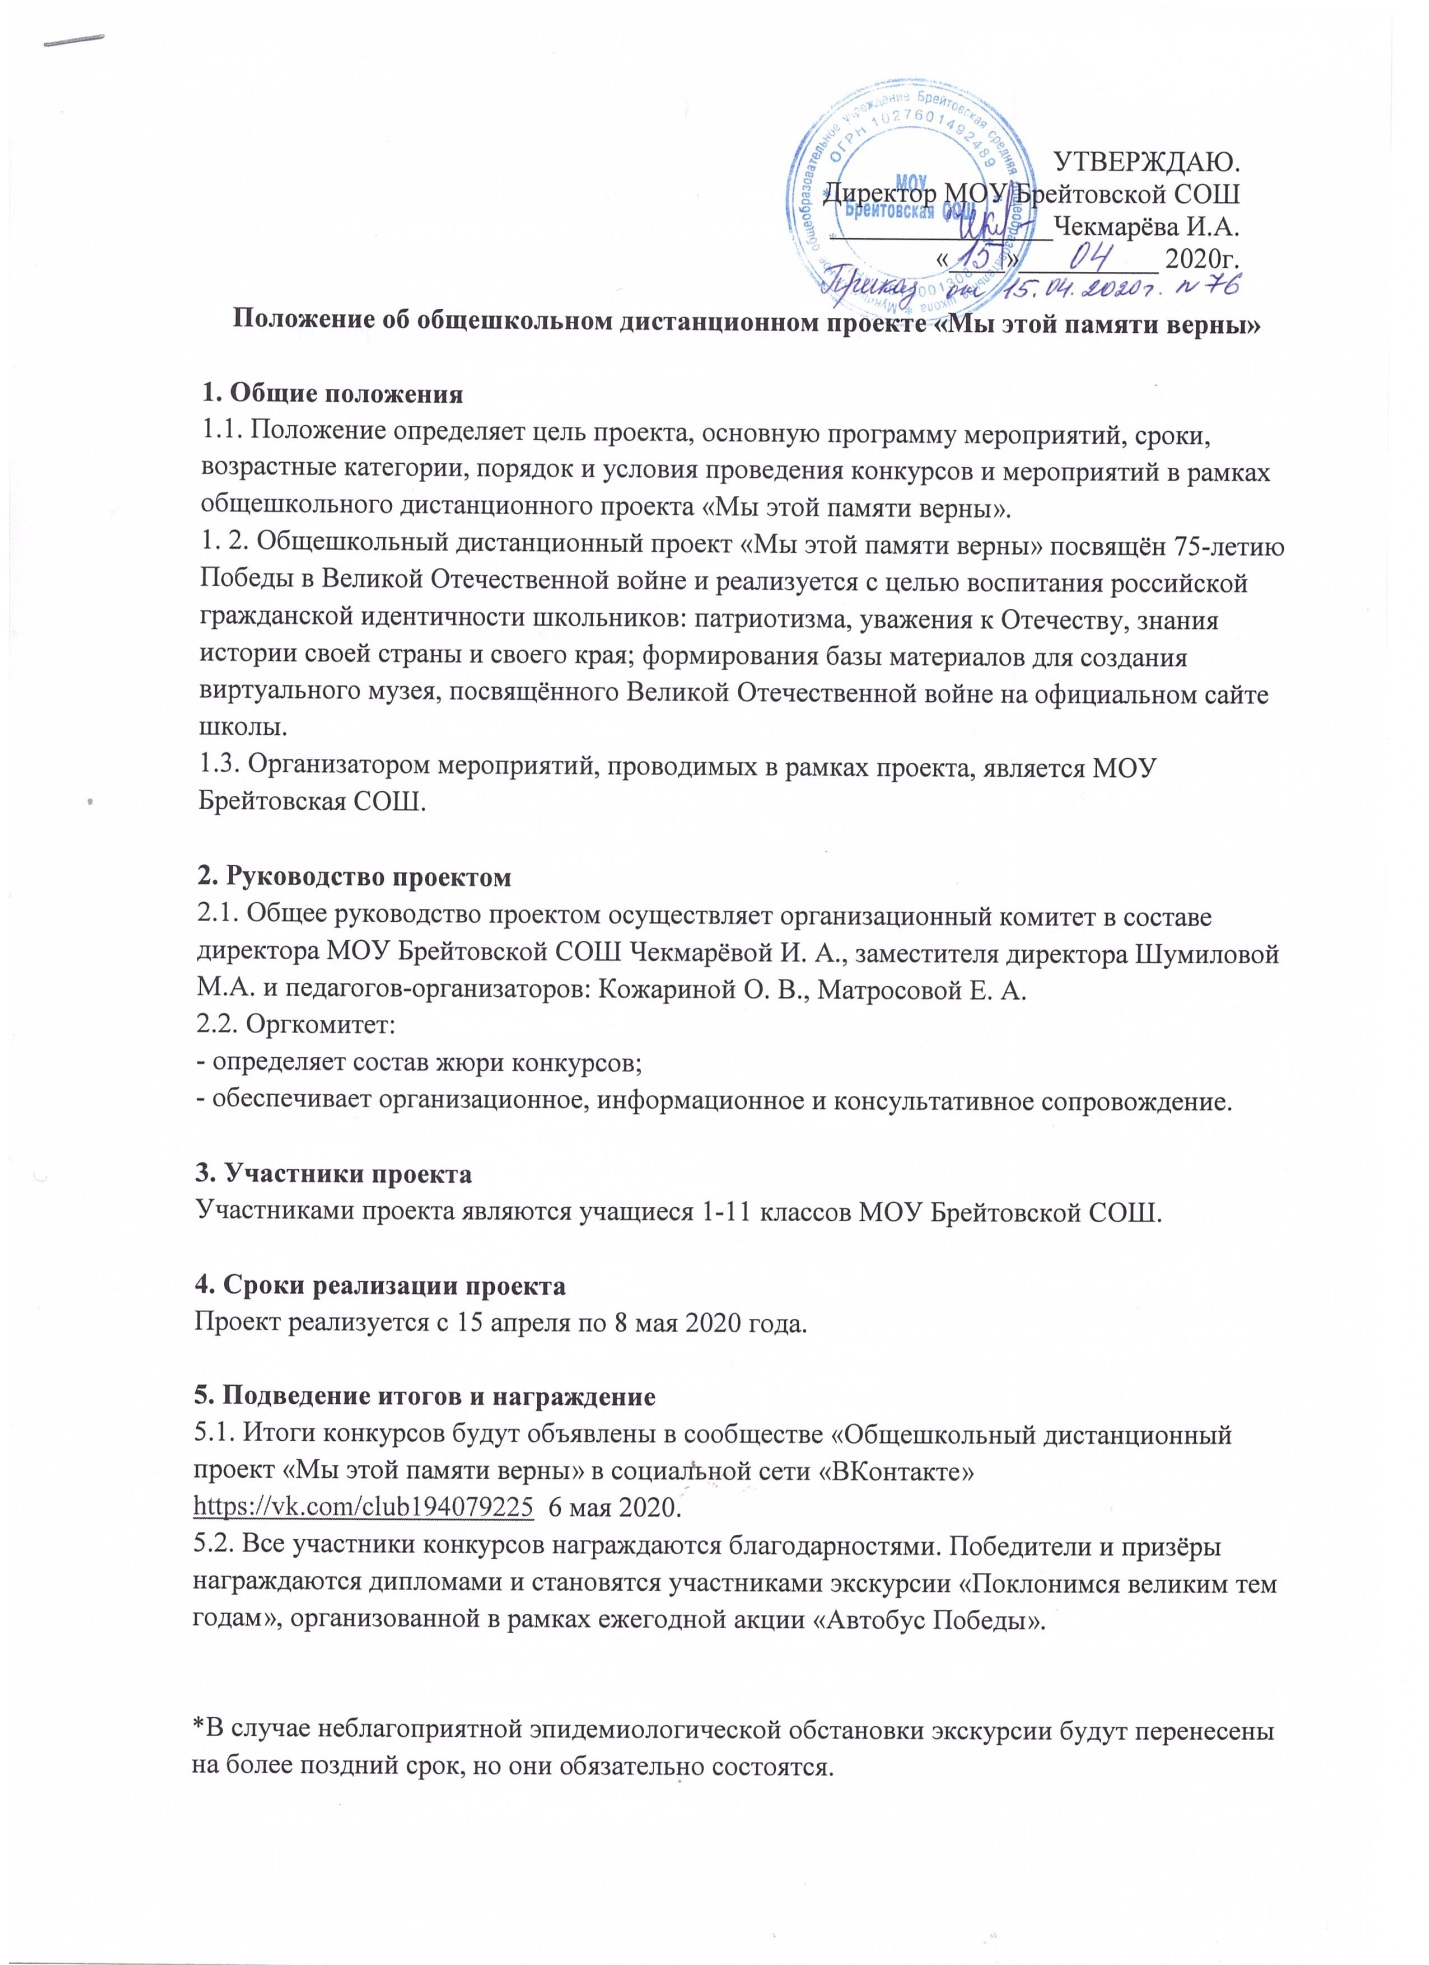 УТВЕРЖДАЮ.
Директор МОУ Брейтовской СОШ
Чекмарёва И.А.
«15» 04 2020г.
Приказ от 15.04.2020г. № 76
ОГРН 1027601492489
МОУ
Брейтовская СОШ
Положение об общешкольном дистанционном проекте «Мы этой памяти верны»
1. Общие положения
1.1. Положение определяет цель проекта, основную программу мероприятий, сроки,
возрастные категории, порядок и условия проведения конкурсов и мероприятий в рамках
общешкольного дистанционного проекта «Мы этой памяти верны».
1. 2. Общешкольный дистанционный проект «Мы этой памяти верны» посвящён 75-летию
Победы в Великой Отечественной войне и реализуется с целью воспитания российской
гражданской идентичности школьников: патриотизма, уважения к Отечеству, знания
истории своей страны и своего края; формирования базы материалов для создания
виртуального музея, посвящённого Великой Отечественной войне на официальном сайте
школы.
1.3. Организатором мероприятий, проводимых в рамках проекта, является МОУ
Брейтовская СОШ.
2. Руководство проектом
2.1. Общее руководство проектом осуществляет организационный комитет в составе
директора МОУ Брейтовской СОШ Чекмарёвой И. А., заместителя директора Шумиловой
М.А. и педагогов-организаторов: Кожариной О. В., Матросовой Е. А.
2.2. Оргкомитет:
- определяет состав жюри конкурсов;
- обеспечивает организационное, информационное и консультативное сопровождение.
3. Участники проекта
Участниками проекта являются учащиеся 1-11 классов МОУ Брейтовской СОШ.
4. Сроки реализации проекта
Проект реализуется с 15 апреля по 8 мая 2020 года.
5. Подведение итогов и награждение
5.1. Итоги конкурсов будут объявлены в сообществе «Общешкольный дистанционный
проект «Мы этой памяти верны» в социальной сети «ВКонтакте»
https://vk.com/club194079225 6 мая 2020.
5.2. Все участники конкурсов награждаются благодарностями. Победители и призёры
награждаются дипломами и становятся участниками экскурсии «Поклонимся великим тем
годам», организованной в рамках ежегодной акции «Автобус Победы».
*В случае неблагоприятной эпидемиологической обстановки экскурсии будут перенесены
на более поздний срок, но они обязательно состоятся.